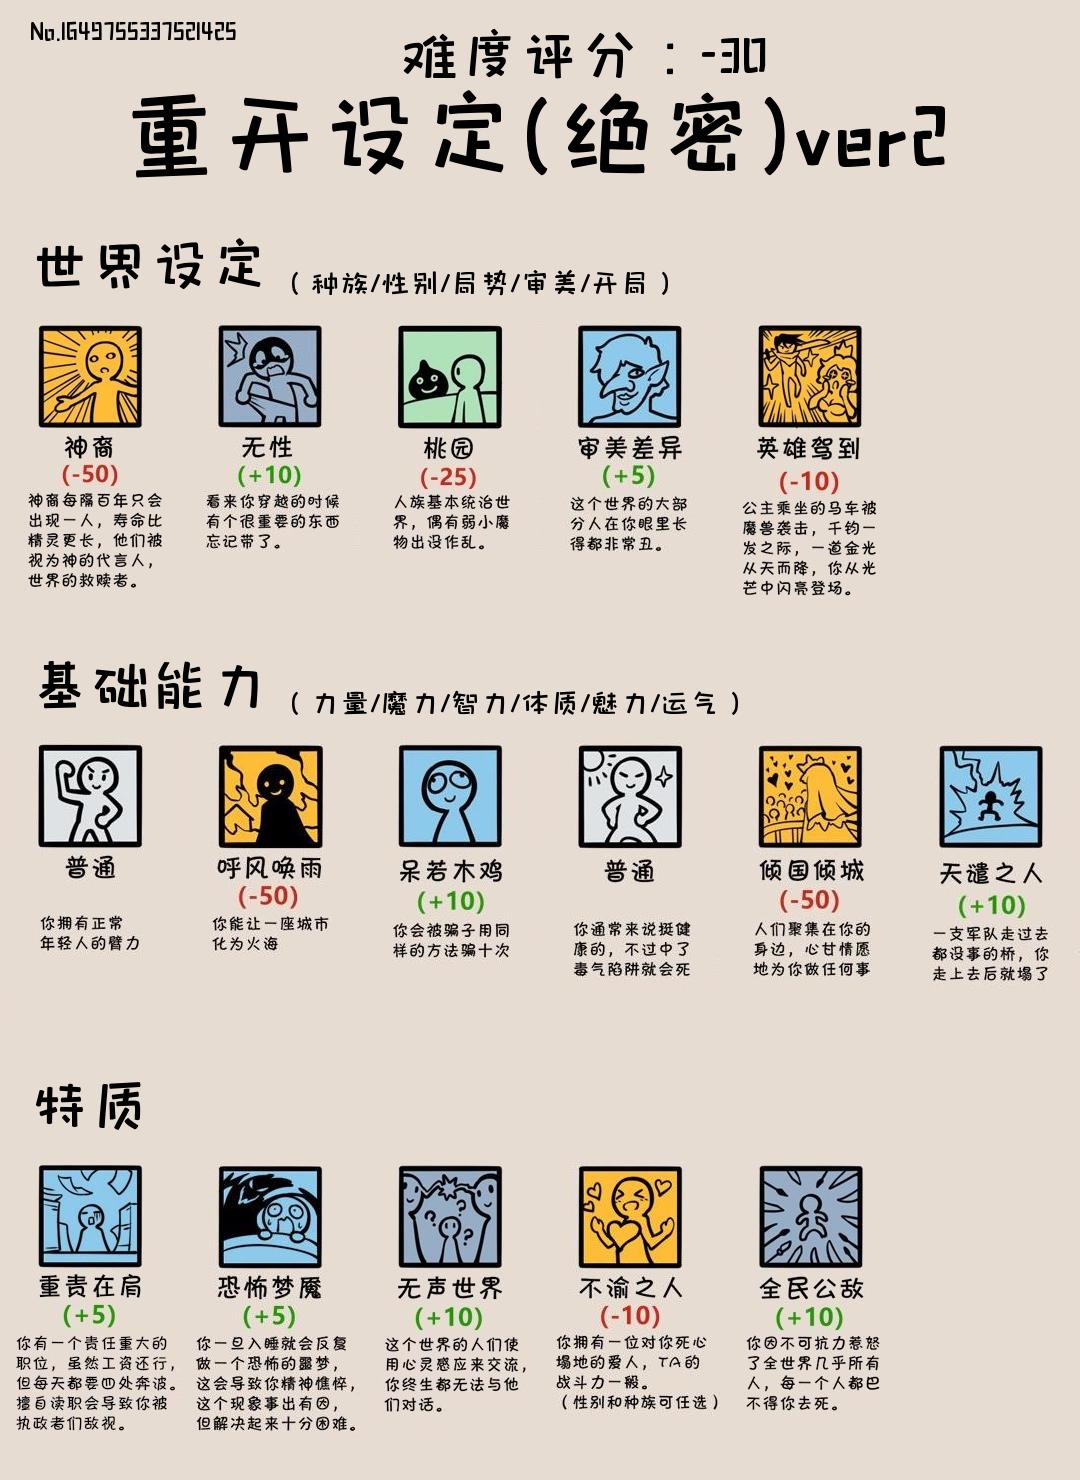 No.1649755337521425
难度评分：-30
重开设定(绝密)ver2
世界设定 （种族/性别/局势/审美/开局）
神裔
(-50)
神裔每隔百年只会
出现一人，寿命比
精灵更长，他们被
视为神的代言人，
世界的救赎者。
无性
(+10)
看来你穿越的时候
有个很重要的东西
忘记带了。
桃园
(-25)
人族基本统治世
界，偶有弱小魔
物出没作乱。
审美差异
(+5)
这个世界的大部
分人在你眼里长
得都非常丑。
英雄驾到
(-10)
公主乘坐的马车被
魔兽袭击，千钧一
发之际，一道金光
从天而降，你从光
芒中闪亮登场。
基础能力 （力量/魔力/智力/体质/魅力/运气）
普通
你拥有正常
年轻人的臂力
呼风唤雨
(-50)
你能让一座城市
化为火海
呆若木鸡
(+10)
你会被骗子用同
样的方法骗十次
普通
你通常来说挺健
康的，不过中了
毒气陷阱就会死
倾国倾城
(-50)
人们聚集在你的
身边，心甘情愿
地为你做任何事
天谴之人
(+10)
一支军队走过去
都没事的桥，你
走上去后就塌了
特质
重责在肩
(+5)
你有一个责任重大的
职位，虽然工资还行，
但每天都要四处奔波。
擅自渎职会导致你被
执政者们敌视。
恐怖梦魇
(+5)
你一旦入睡就会反复
做一个恐怖的噩梦，
这会导致你精神憔悴，
这个现象事出有因，
但解决起来十分困难。
无声世界
(+10)
这个世界的人们使
用心灵感应来交流，
你终生都无法与他
们对话。
不渝之人
(-10)
你拥有一位对你死心
塌地的爱人，TA的
战斗力一般。
（性别和种族可任选）
全民公敌
(+10)
你因不可抗力惹怒
了全世界几乎所有
人，每一个人都巴
不得你去死。